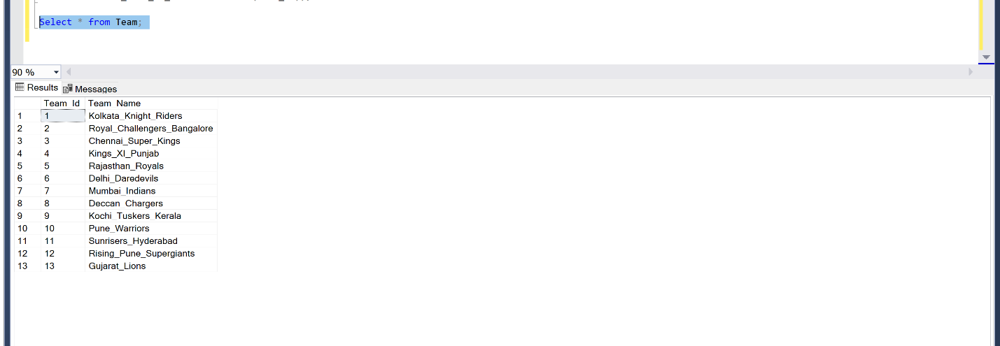 Select * from Team;
90 %
Results Messages
Team_Id Team_Name
1 1 Kolkata_Knight_Riders
2 2 Royal_Challengers_Bangalore
3 3 Chennai_Super_Kings
4 4 Kings_XI_Punjab
5 5 Rajasthan_Royals
6 6 Delhi_Daredevils
7 7 Mumbai_Indians
8 8 Deccan_Chargers
9 9 Kochi_Tuskers_Kerala
10 10 Pune_Warriors
11 11 Sunrisers_Hyderabad
12 12 Rising_Pune_Supergiants
13 13 Gujarat_Lions